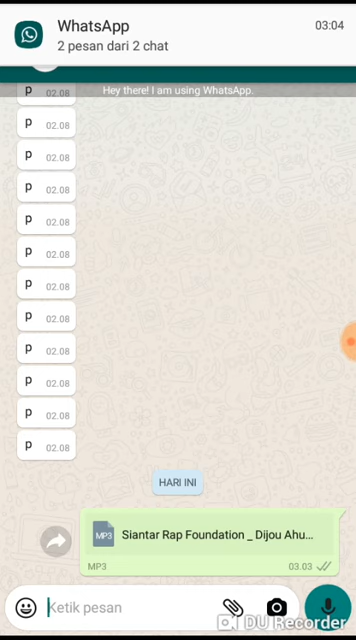 WhatsApp 03:04
2 pesan dari 2 chat
p 02.08 Hey there! I am using WhatsApp.
p 02.08
p 02.08
p 02.08
p 02.08
p 02.08
p 02.08
p 02.08
p 02.08
p 02.08
p 02.08
p 02.08
HARI INI
MP3 Siantar Rap Foundation _ Dijou Ahu...
MP3 03.03
Ketik pesan
DU Recorder